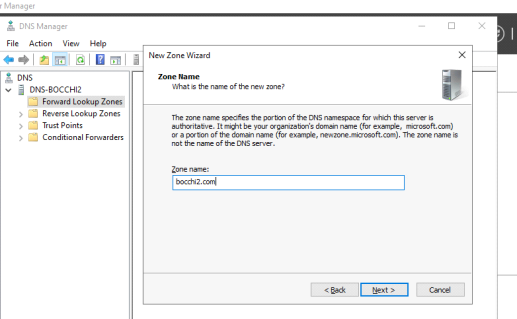 r Manager
DNS Manager
File Action View Help
DNS
DNS-BOCCHI2
Forward Lookup Zones
Reverse Lookup Zones
Trust Points
Conditional Forwarders
New Zone Wizard
Zone Name
What is the name of the new zone?
The zone name specifies the portion of the DNS namespace for which this server is
authoritative. It might be your organization's domain name (for example, microsoft.com)
or a portion of the domain name (for example, newzone.microsoft.com). The zone name is
not the name of the DNS server.
Zone name:
bocchi2.com
< Back Next > Cancel